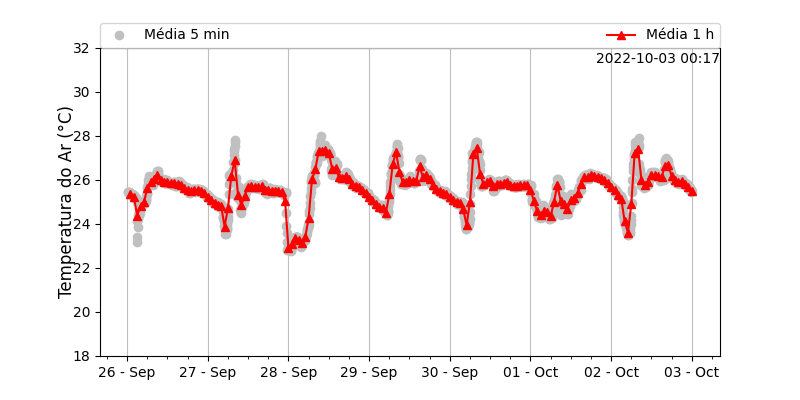 Média 5 min
Média 1 h
2022-10-03 00:17
Temperatura do Ar (°C)
32
30
28
26
24
22
20
18
26 - Sep
27 - Sep
28 - Sep
29 - Sep
30 - Sep
01 - Oct
02 - Oct
03 - Oct